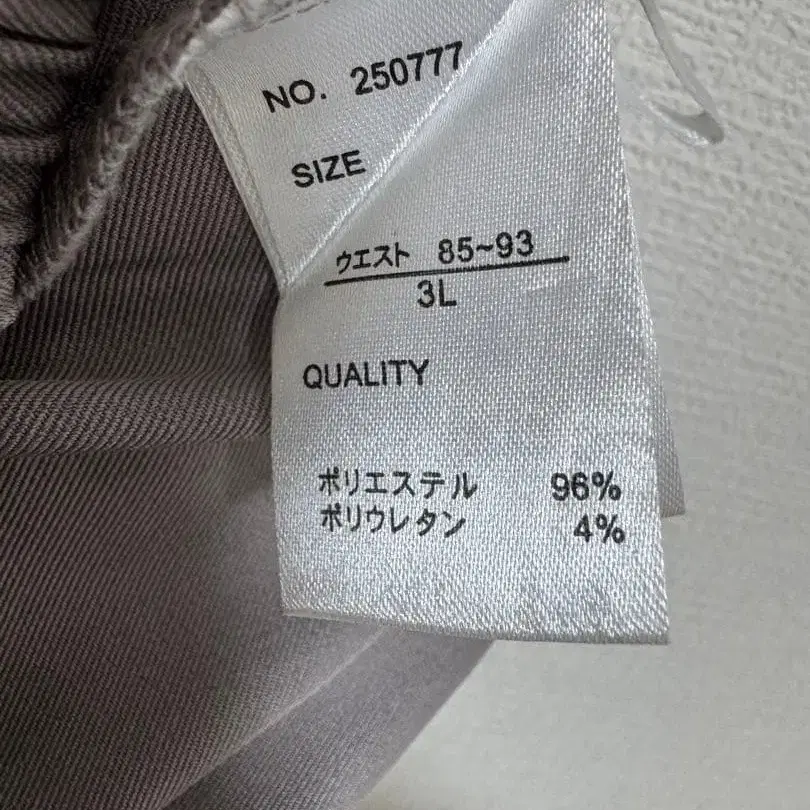 NO. 250777
SIZE
ウエスト 85~93
3L
QUALITY
ポリエステル 96%
ポリウレタン 4%